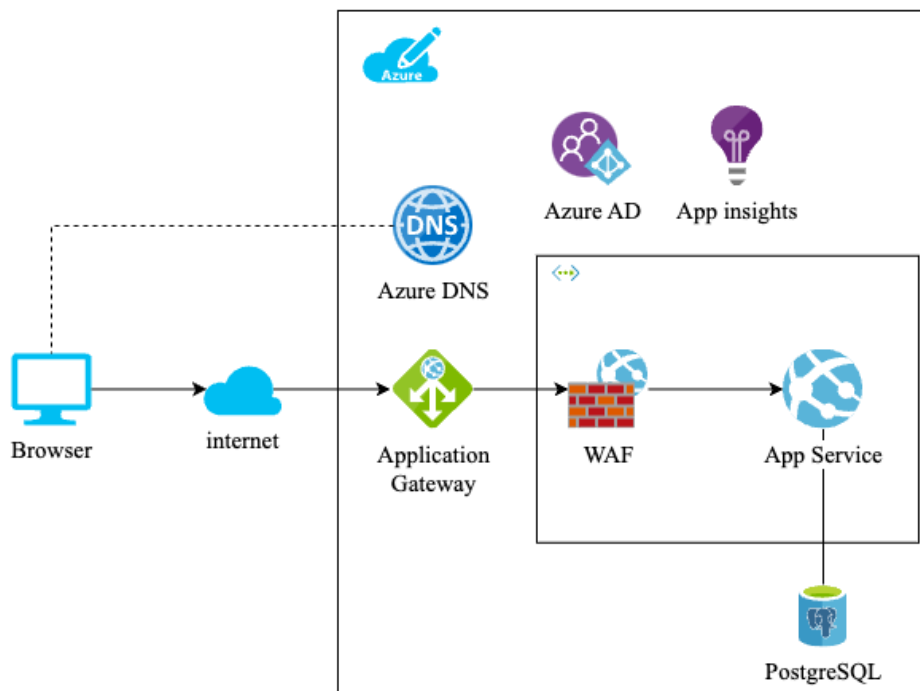 Azure
Azure AD
App insights
DNS
Azure DNS
Browser
internet
Application
Gateway
WAF
App Service
PostgreSQL